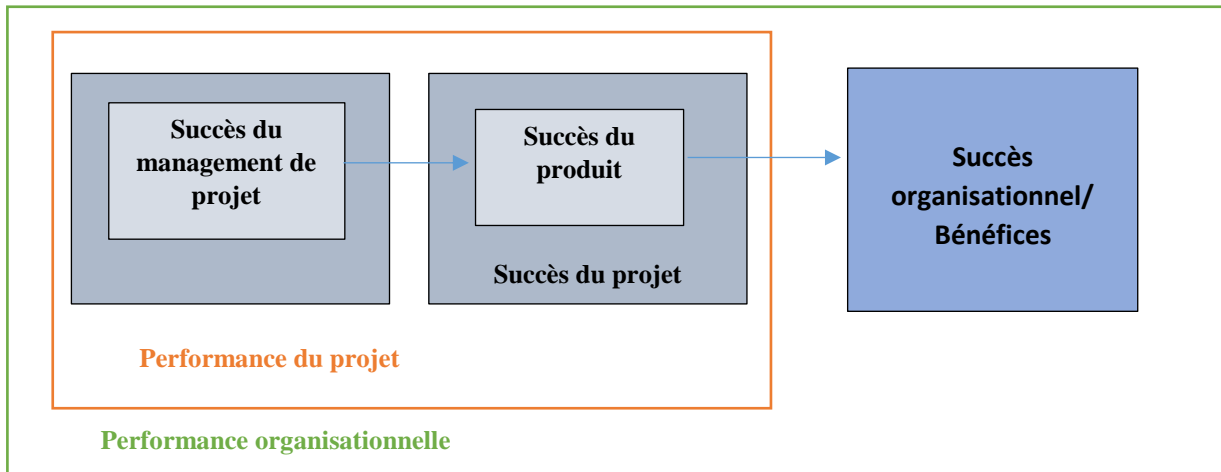 Succès du
management de
projet
Succès du
produit
Succès du projet
Succès
organisationnel/
Bénéfices
Performance du projet
Performance organisationnelle